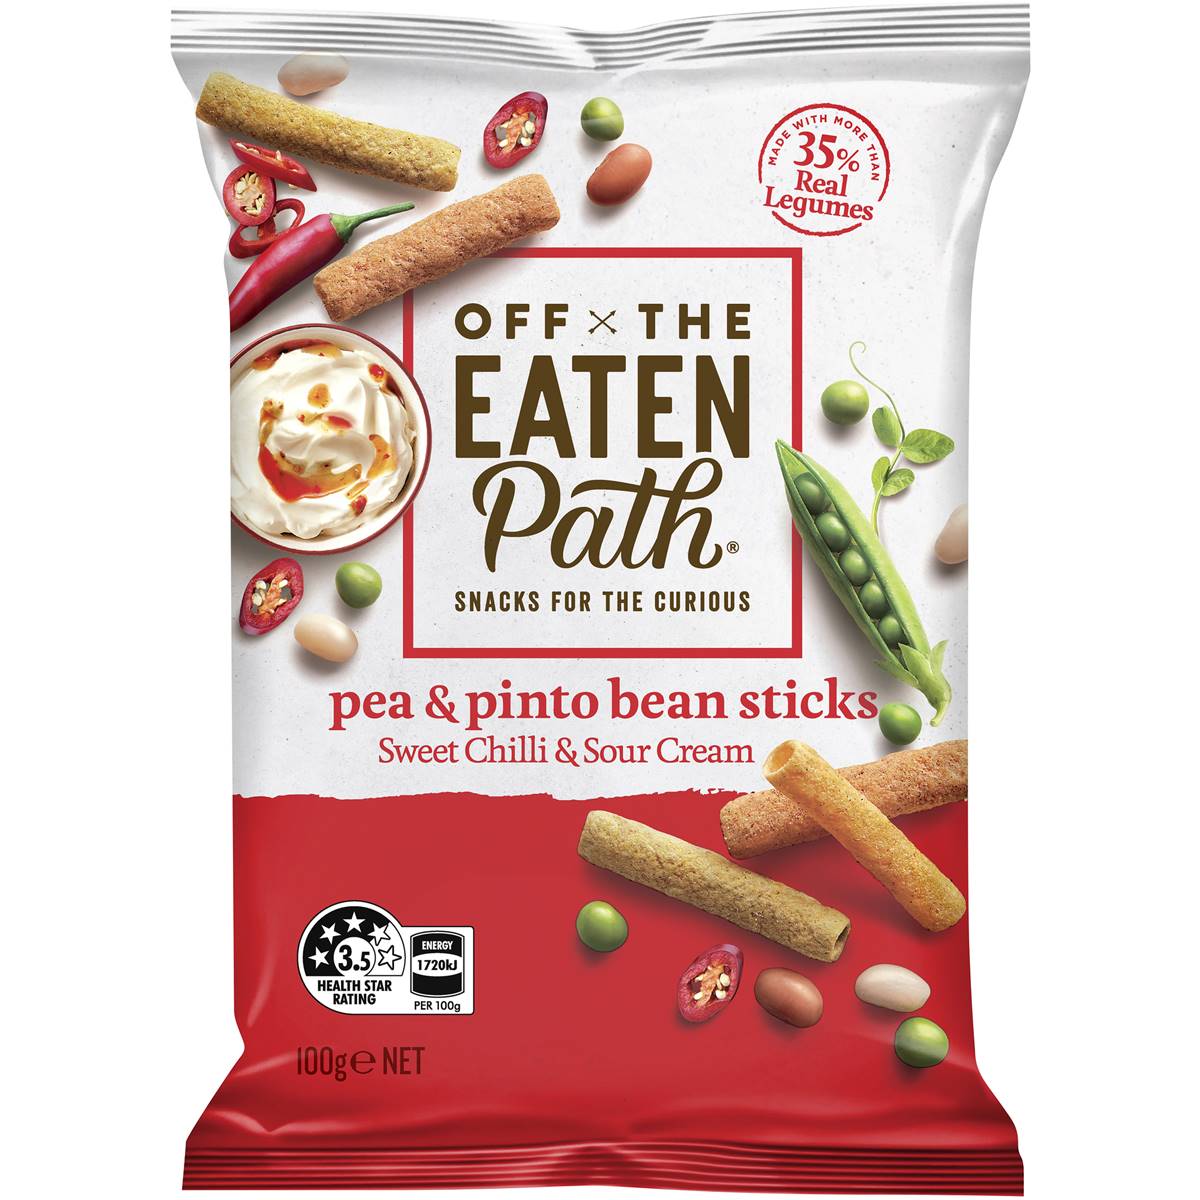 MADE WITH MORE THAN
35%
Real
Legumes
OFF THE
EATEN
Path®
SNACKS FOR THE CURIOUS
pea & pinto bean sticks
Sweet Chilli & Sour Cream
3.5
HEALTH STAR
RATING
ENERGY
1720kJ
PER 100g
100g ℮ NET